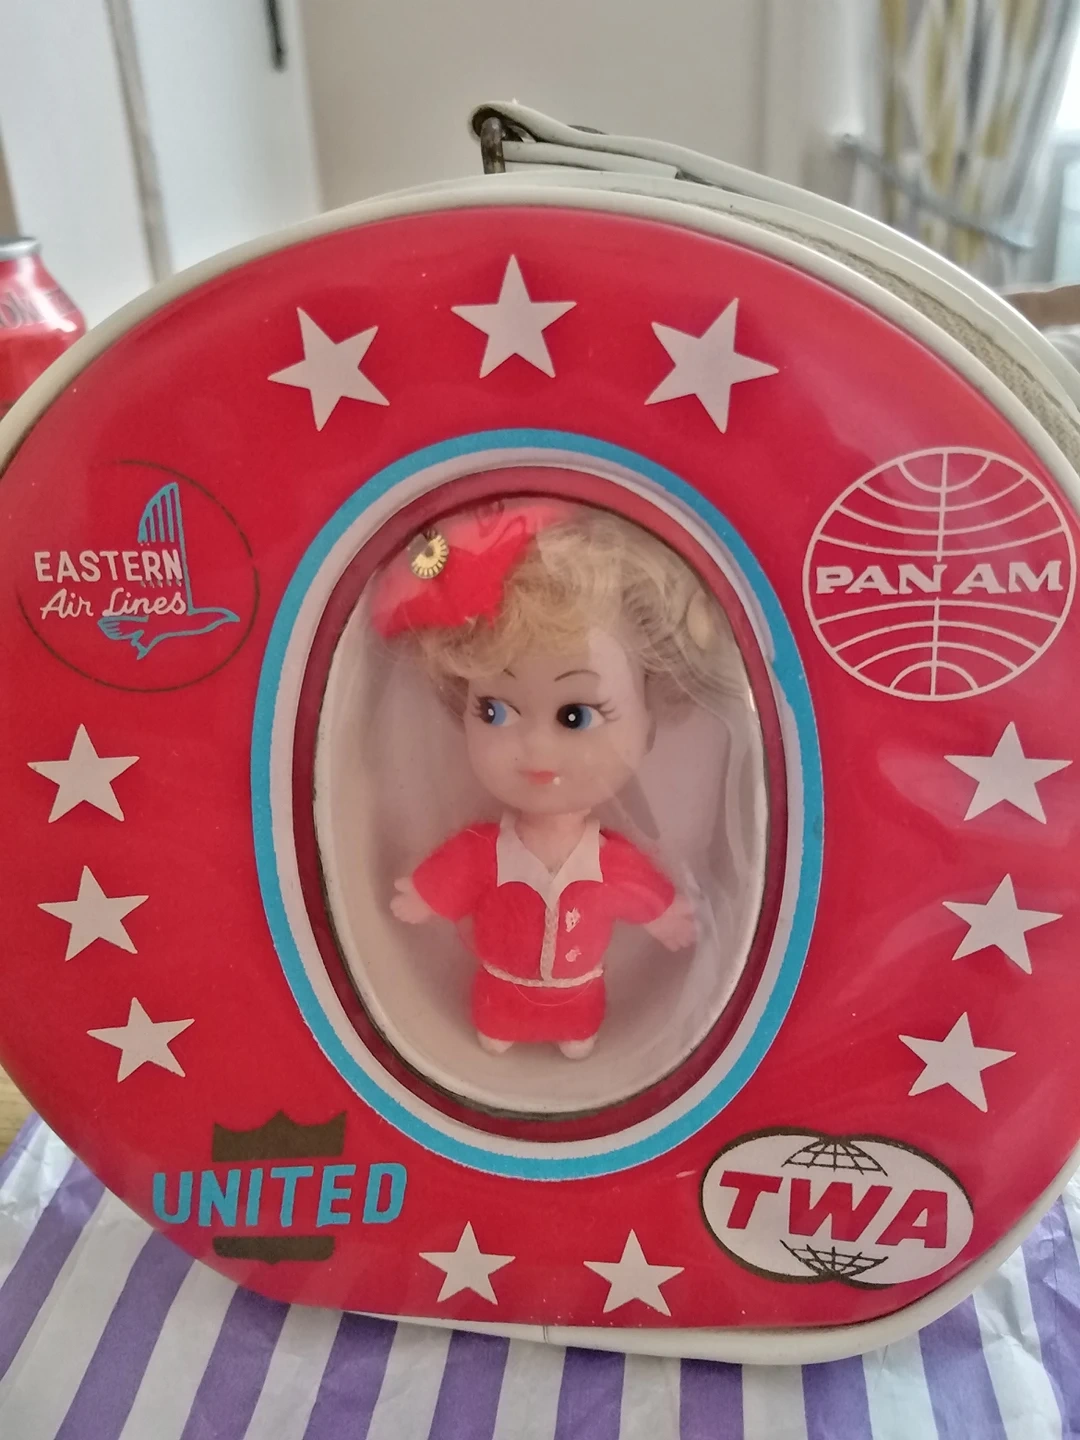 EASTERN
Air Lines
PAN AM
UNITED
TWA